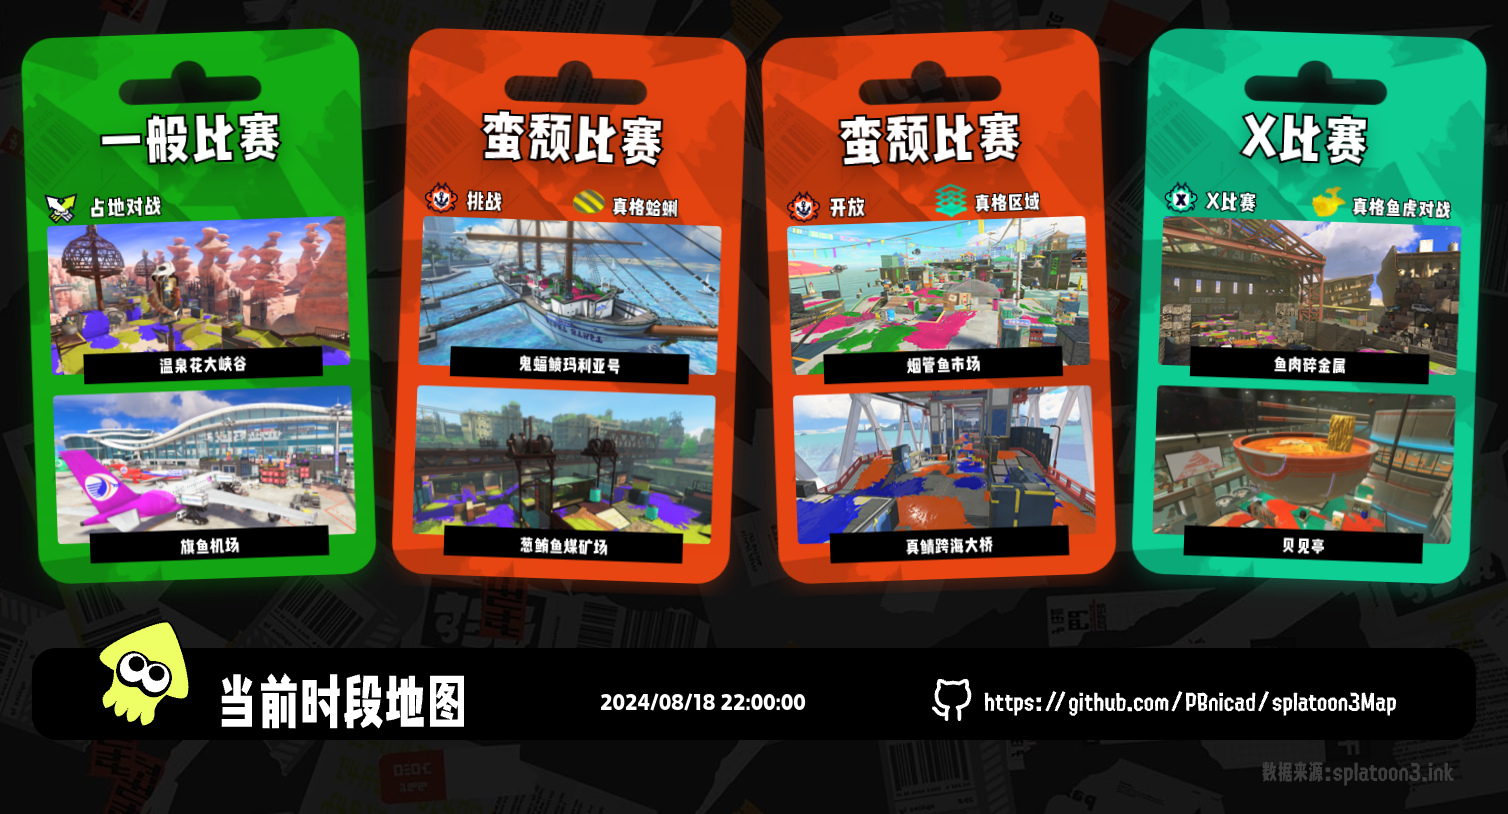 一般比赛
占地对战
温泉花大峡谷
旗鱼机场
蛮颓比赛
挑战
真格蛤蜊
鬼蝠鲼玛利亚号
葱鲔鱼煤矿场
蛮颓比赛
开放
真格区域
烟管鱼市场
真鲭跨海大桥
X比赛
X比赛
真格鱼虎对战
鱼肉碎金属
贝见亭
当前时段地图
2024/08/18 22:00:00
https://github.com/PBnicad/splatoon3Map
数据来源:splatoon3.ink